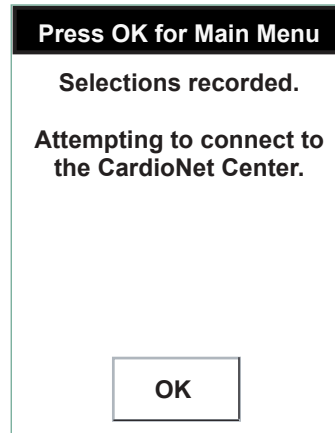 Press OK for Main Menu
Selections recorded.
Attempting to connect to
the CardioNet Center.
OK